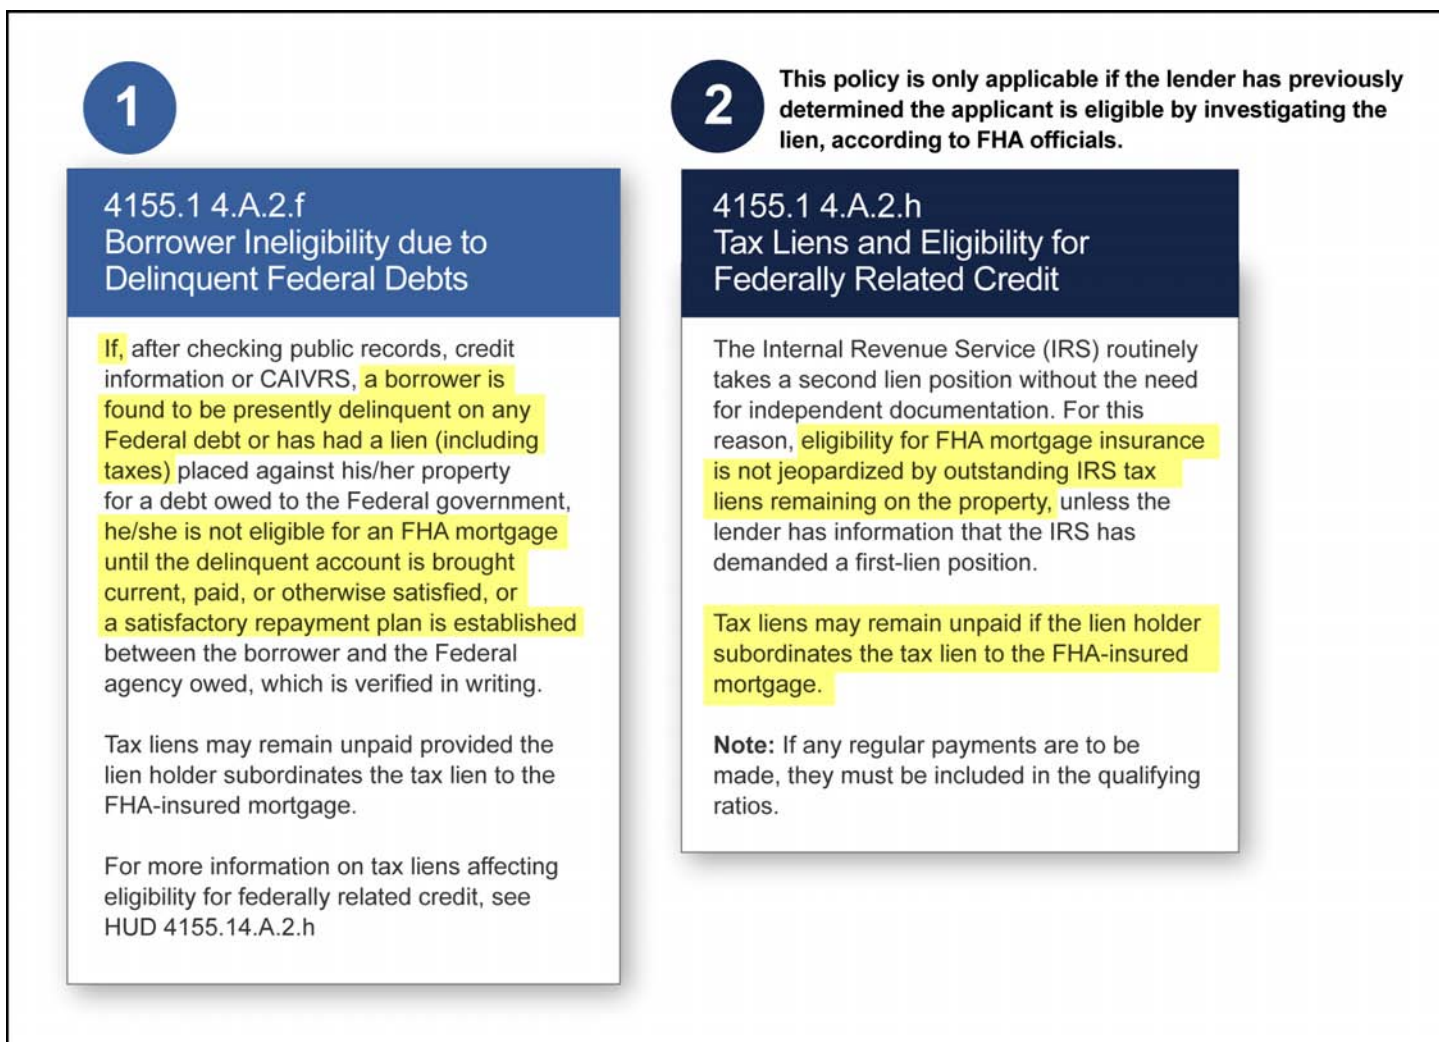 1
4155.1 4.A.2.f
Borrower Ineligibility due to
Delinquent Federal Debts
If, after checking public records, credit
information or CAIVRS, a borrower is
found to be presently delinquent on any
Federal debt or has had a lien (including
taxes) placed against his/her property
for a debt owed to the Federal government,
he/she is not eligible for an FHA mortgage
until the delinquent account is brought
current, paid, or otherwise satisfied, or
a satisfactory repayment plan is established
between the borrower and the Federal
agency owed, which is verified in writing.
Tax liens may remain unpaid provided the
lien holder subordinates the tax lien to the
FHA-insured mortgage.
For more information on tax liens affecting
eligibility for federally related credit, see
HUD 4155.14.A.2.h
2
This policy is only applicable if the lender has previously
determined the applicant is eligible by investigating the
lien, according to FHA officials.
4155.1 4.A.2.h
Tax Liens and Eligibility for
Federally Related Credit
The Internal Revenue Service (IRS) routinely
takes a second lien position without the need
for independent documentation. For this
reason, eligibility for FHA mortgage insurance
is not jeopardized by outstanding IRS tax
liens remaining on the property, unless the
lender has information that the IRS has
demanded a first-lien position.
Tax liens may remain unpaid if the lien holder
subordinates the tax lien to the FHA-insured
mortgage.
Note: If any regular payments are to be
made, they must be included in the qualifying
ratios.